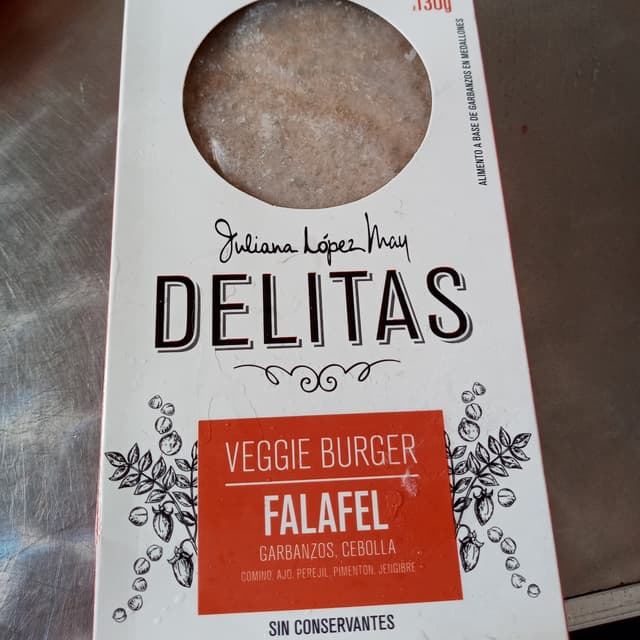 130g
ALIMENTO A BASE DE GARBANZOS EN MEDALLONES
Juliana López May
DELITAS
VEGGIE BURGER
FALAFEL
GARBANZOS, CEBOLLA
COMINO, AJO, PEREJIL, PIMENTON, JENGIBRE
SIN CONSERVANTES